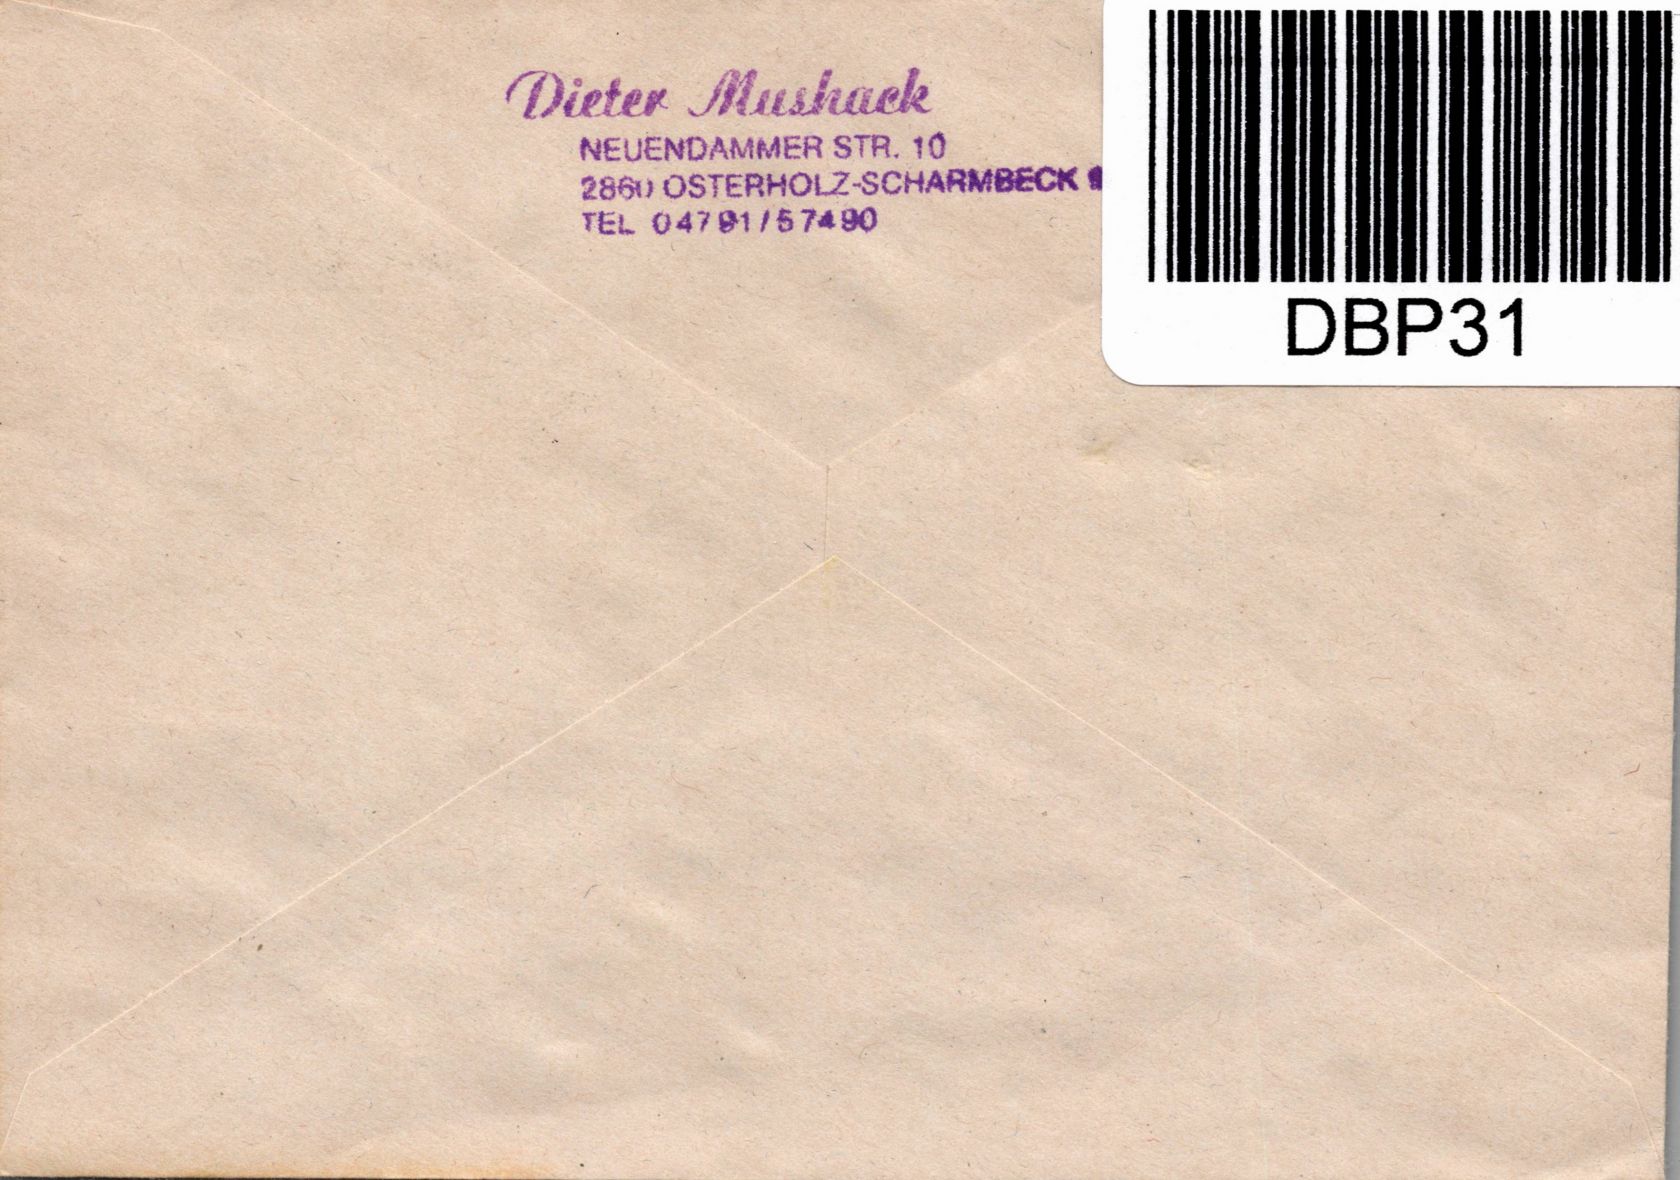 Dieter Mushack
NEUENDAMMER STR. 10
2860 OSTERHOLZ-SCHARMBECK
TEL 04791/57490
DBP31